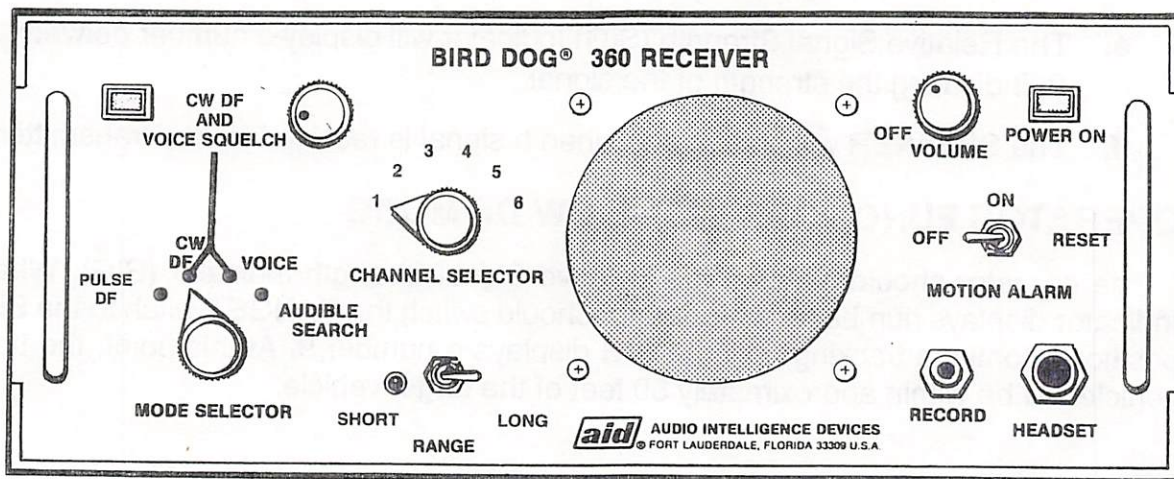 BIRD DOG® 360 RECEIVER
CW DF
AND
VOICE SQUELCH
CW
DF
VOICE
PULSE
DF
AUDIBLE
SEARCH
MODE SELECTOR
1
2
3
4
5
6
CHANNEL SELECTOR
SHORT
LONG
RANGE
OFF
VOLUME
POWER ON
ON
OFF
RESET
MOTION ALARM
RECORD
HEADSET
aid
AUDIO INTELLIGENCE DEVICES
® FORT LAUDERDALE, FLORIDA 33309 U.S.A.